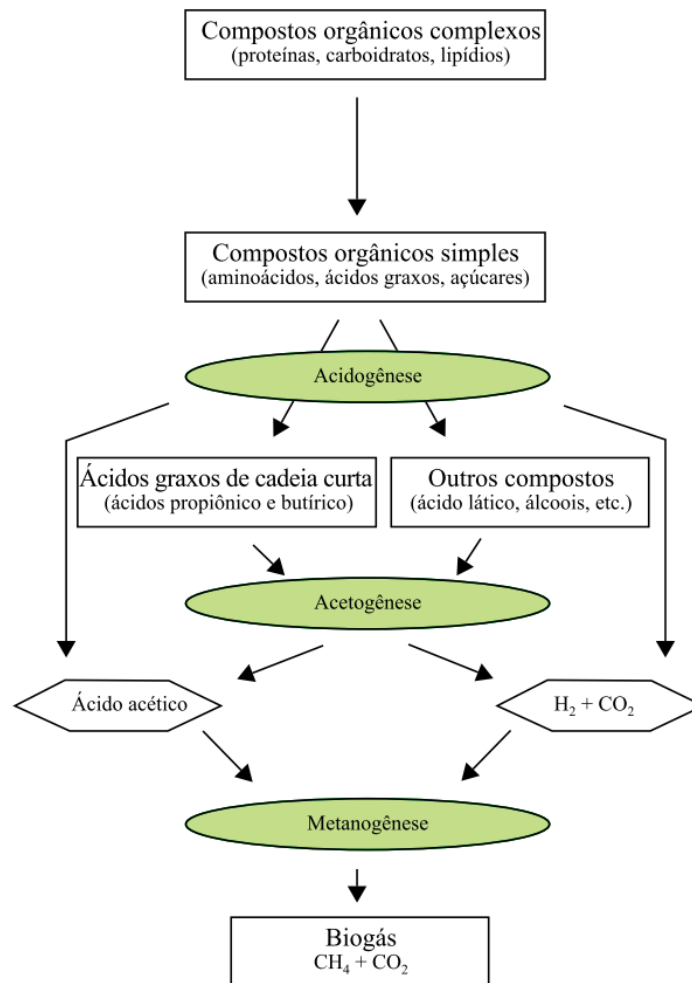 Compostos orgânicos complexos
(proteínas, carboidratos, lipídios)
Compostos orgânicos simples
(aminoácidos, ácidos graxos, açúcares)
Acidogênese
Ácidos graxos de cadeia curta
(ácidos propiônico e butírico)
Outros compostos
(ácido lático, álcoois, etc.)
Acetogênese
Ácido acético
H₂ + CO₂
Metanogênese
Biogás
CH₄ + CO₂